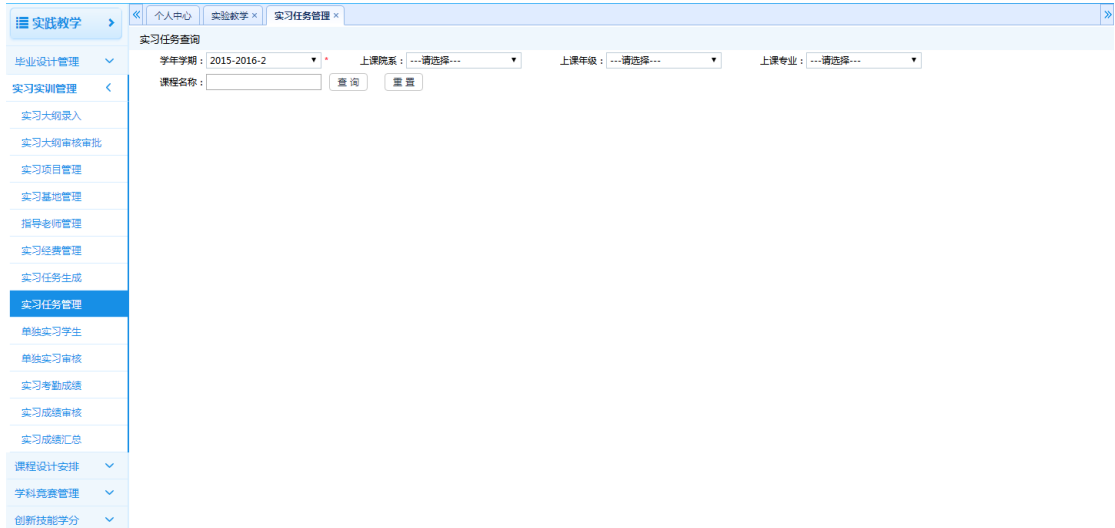 实践教学
毕业设计管理
实习实训管理
实习大纲录入
实习大纲审核审批
实习项目管理
实习基地管理
指导老师管理
实习经费管理
实习任务生成
实习任务管理
单独实习学生
单独实习审核
实习考勤成绩
实习成绩审核
实习成绩汇总
课程设计安排
学科竞赛管理
创新技能学分
个人中心 实验教学 × 实习任务管理 ×
实习任务查询
学年学期：2015-2016-2 * 上课院系：---请选择--- 上课年级：---请选择--- 上课专业：---请选择---
课程名称： 查 询 重 置